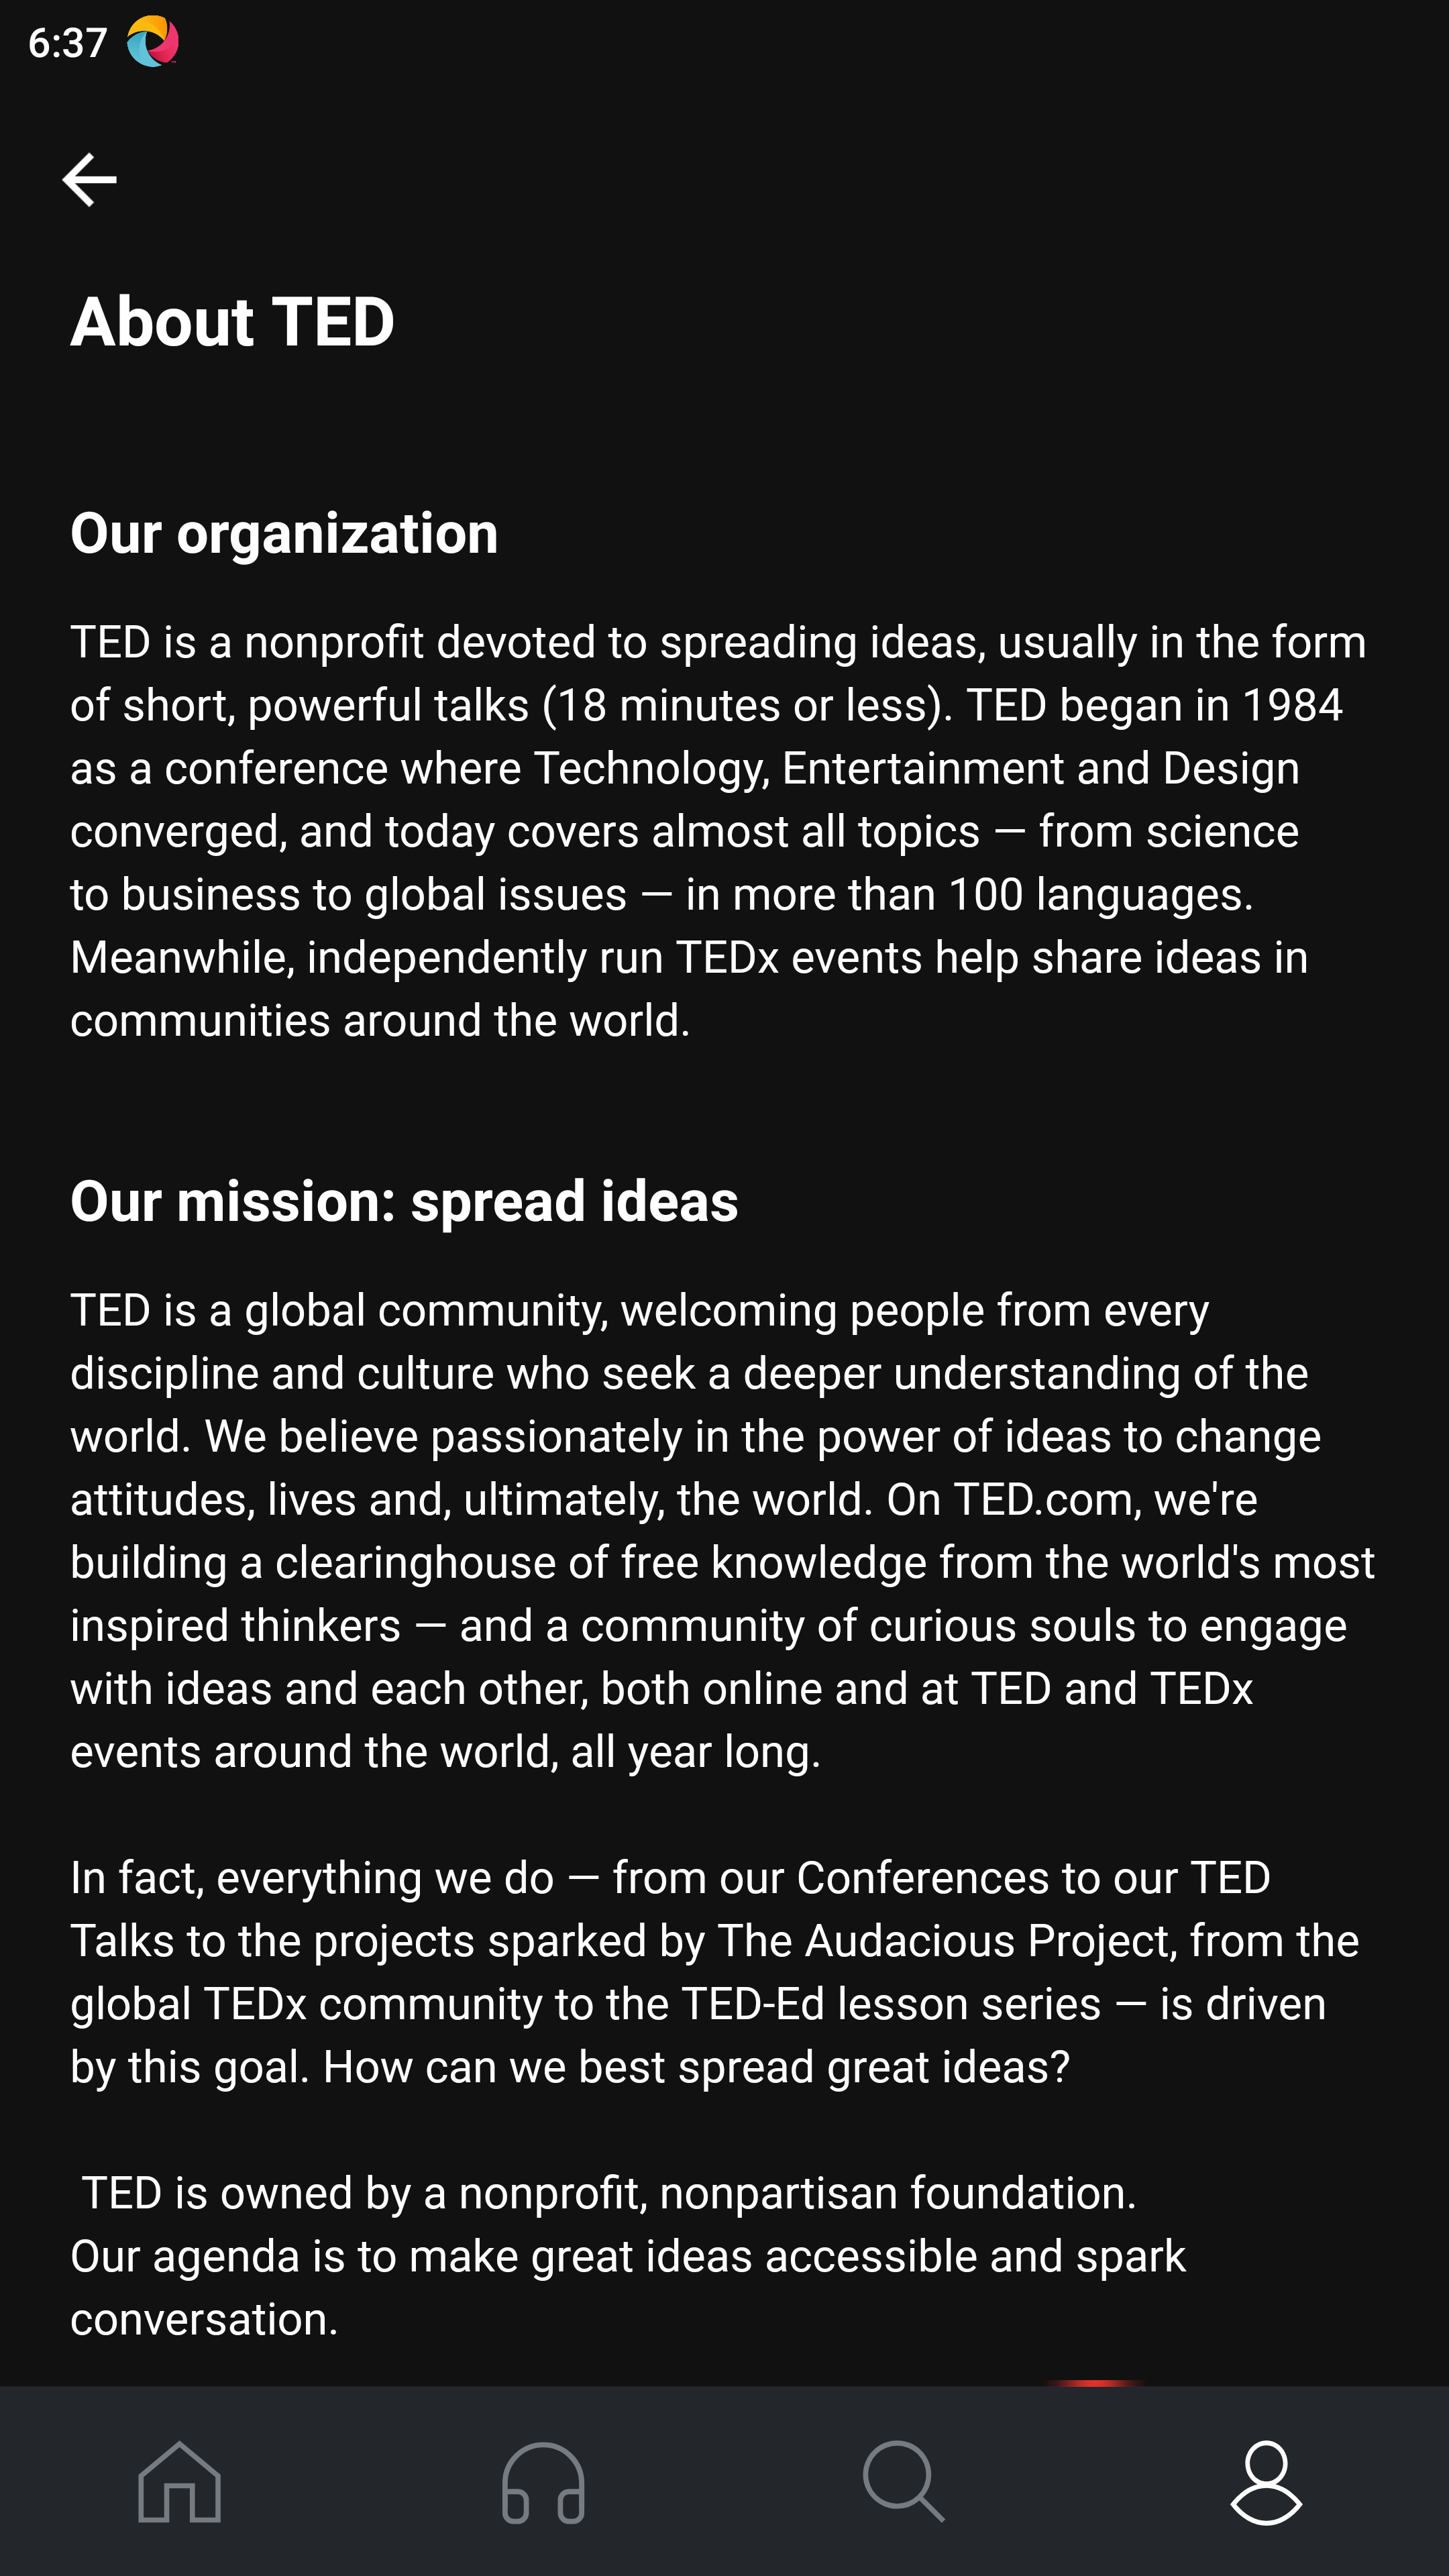 6:37
About TED
Our organization
TED is a nonprofit devoted to spreading ideas, usually in the form
of short, powerful talks (18 minutes or less). TED began in 1984
as a conference where Technology, Entertainment and Design
converged, and today covers almost all topics — from science
to business to global issues — in more than 100 languages.
Meanwhile, independently run TEDx events help share ideas in
communities around the world.
Our mission: spread ideas
TED is a global community, welcoming people from every
discipline and culture who seek a deeper understanding of the
world. We believe passionately in the power of ideas to change
attitudes, lives and, ultimately, the world. On TED.com, we're
building a clearinghouse of free knowledge from the world's most
inspired thinkers — and a community of curious souls to engage
with ideas and each other, both online and at TED and TEDx
events around the world, all year long.
In fact, everything we do — from our Conferences to our TED
Talks to the projects sparked by The Audacious Project, from the
global TEDx community to the TED-Ed lesson series — is driven
by this goal. How can we best spread great ideas?
TED is owned by a nonprofit, nonpartisan foundation.
Our agenda is to make great ideas accessible and spark
conversation.